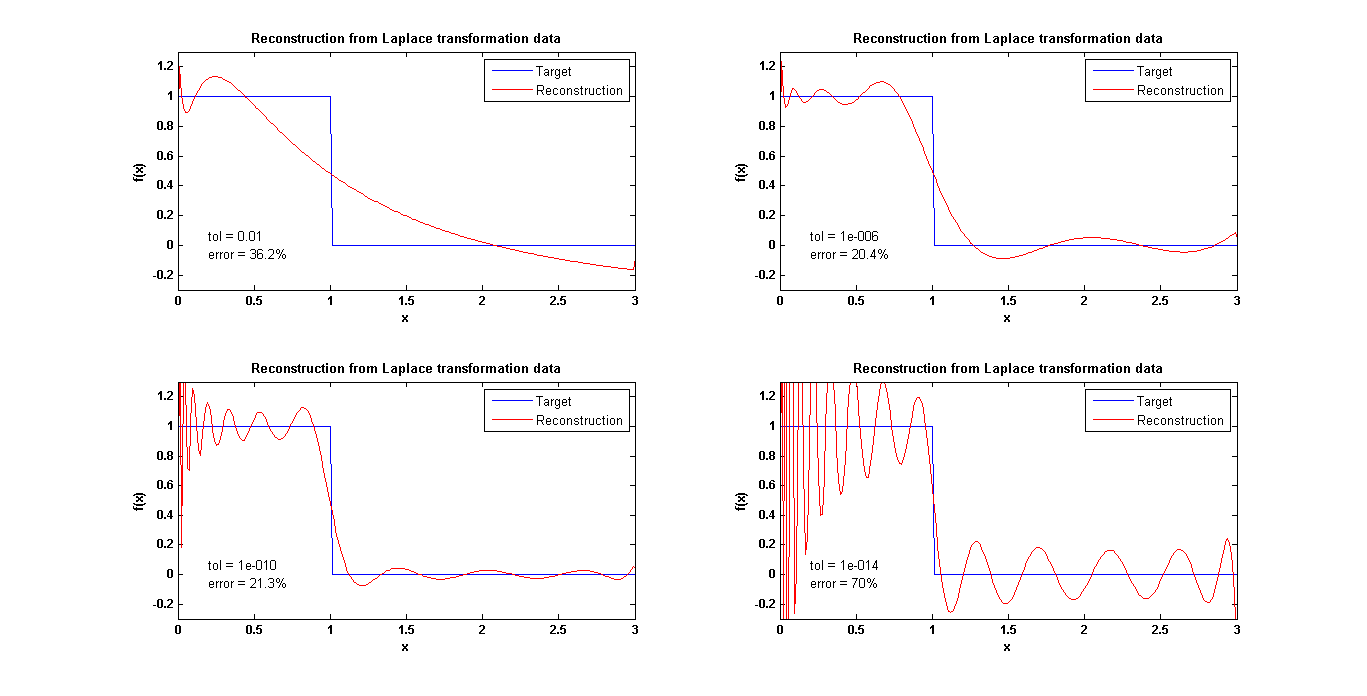 Reconstruction from Laplace transformation data
1.2
1
0.8
0.6
0.4
0.2
0
-0.2
f(x)
Target
Reconstruction
tol = 0.01
error = 36.2%
0 0.5 1 1.5 2 2.5 3
x
Reconstruction from Laplace transformation data
1.2
1
0.8
0.6
0.4
0.2
0
-0.2
f(x)
Target
Reconstruction
tol = 1e-006
error = 20.4%
0 0.5 1 1.5 2 2.5 3
x
Reconstruction from Laplace transformation data
1.2
1
0.8
0.6
0.4
0.2
0
-0.2
f(x)
Target
Reconstruction
tol = 1e-010
error = 21.3%
0 0.5 1 1.5 2 2.5 3
x
Reconstruction from Laplace transformation data
1.2
1
0.8
0.6
0.4
0.2
0
-0.2
f(x)
Target
Reconstruction
tol = 1e-014
error = 70%
0 0.5 1 1.5 2 2.5 3
x